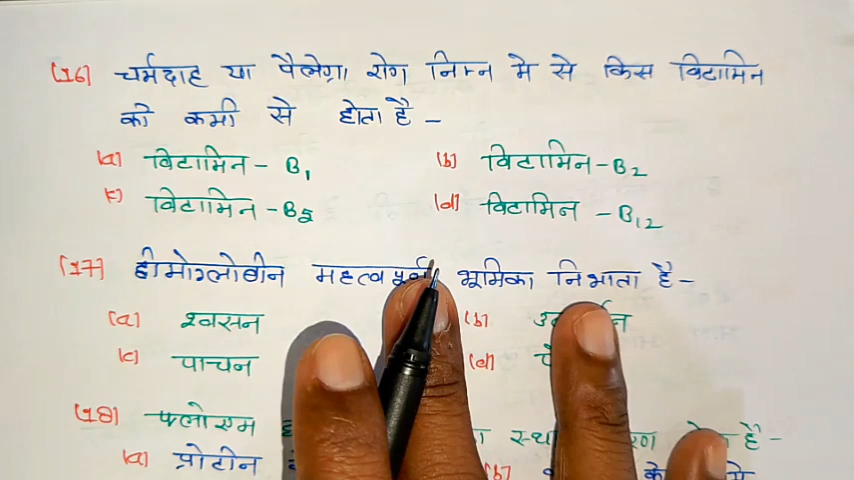 (16) चर्मदाह या पैलेग्रा रोग निम्न मे से किस विटामिन
की कमी से होता है -
(a) विटामिन - B1 (b) विटामिन - B2
(c) विटामिन - B5 (d) विटामिन - B12
(17) हीमोग्लोबीन महत्वपूर्ण भूमिका निभाता है -
(a) श्वसन (b)
(c) पाचन (d)
(18) फ्लोएम है -
(a) प्रोटीन (b)